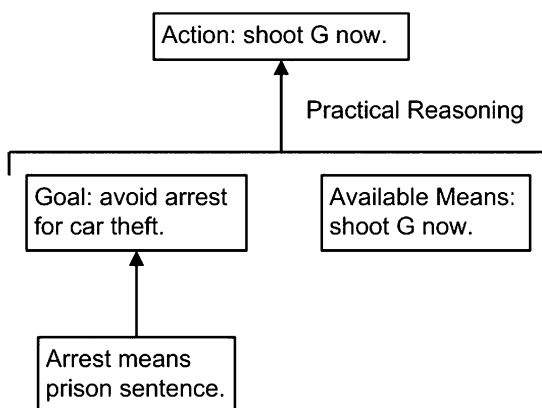 Action: shoot G now.
Practical Reasoning
Goal: avoid arrest
for car theft.
Available Means:
shoot G now.
Arrest means
prison sentence.